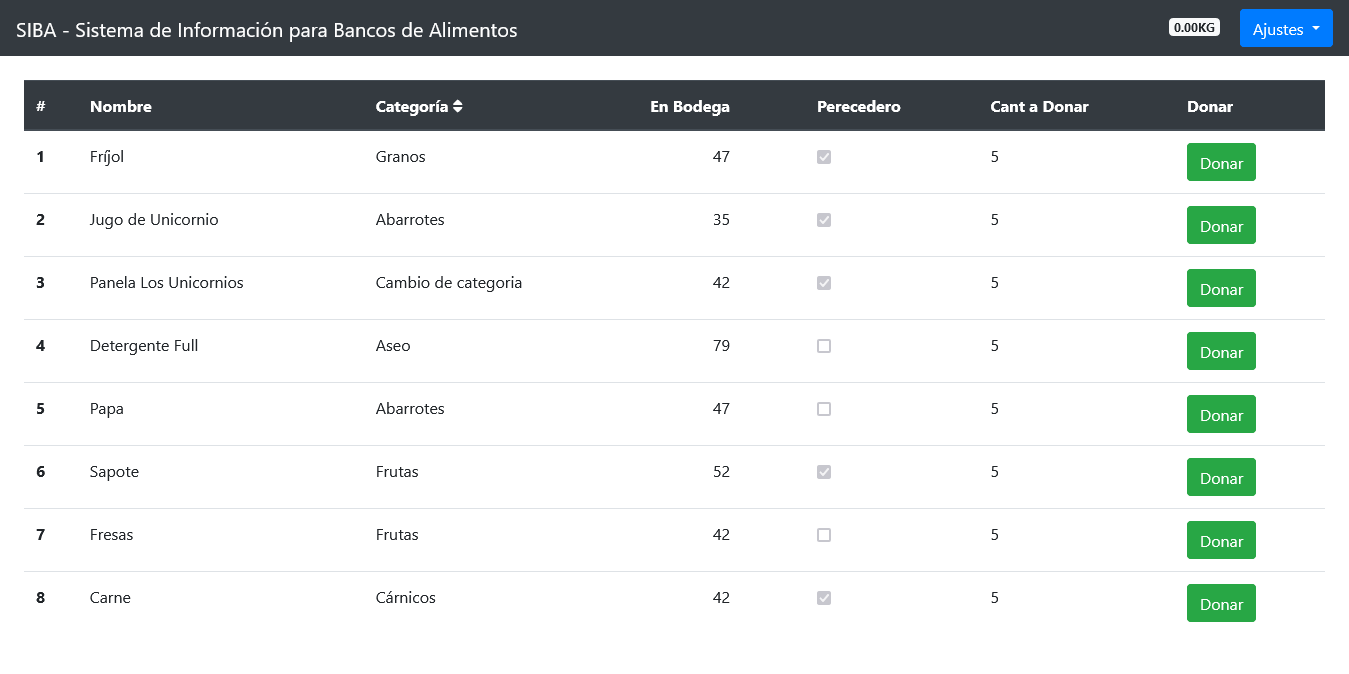 SIBA - Sistema de Información para Bancos de Alimentos
0.00KG
Ajustes
# Nombre Categoría En Bodega Perecedero Cant a Donar Donar
1 Fríjol Granos 47 5 Donar
2 Jugo de Unicornio Abarrotes 35 5 Donar
3 Panela Los Unicornios Cambio de categoria 42 5 Donar
4 Detergente Full Aseo 79 5 Donar
5 Papa Abarrotes 47 5 Donar
6 Sapote Frutas 52 5 Donar
7 Fresas Frutas 42 5 Donar
8 Carne Cárnicos 42 5 Donar